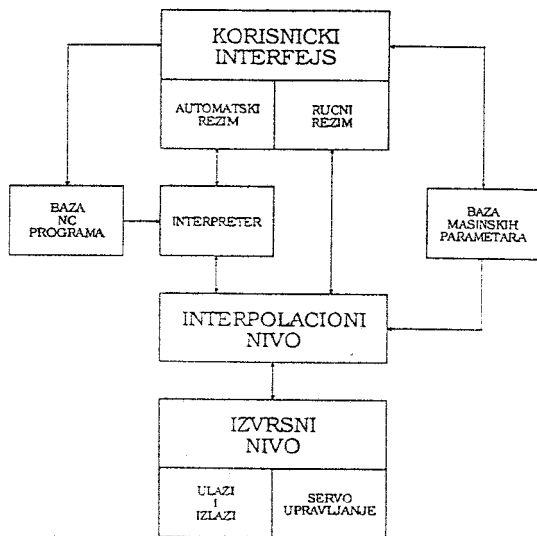 KORISNICKI
INTERFEJS
AUTOMATSKI
REZIM
RUCNI
REZIM
BAZA
NC
PROGRAMA
INTERPRETER
BAZA
MASINSKIH
PARAMETARA
INTERPOLACIONI
NIVO
IZVRSNI
NIVO
ULAZI
I
IZLAZI
SERVO
UPRAVLJANJE